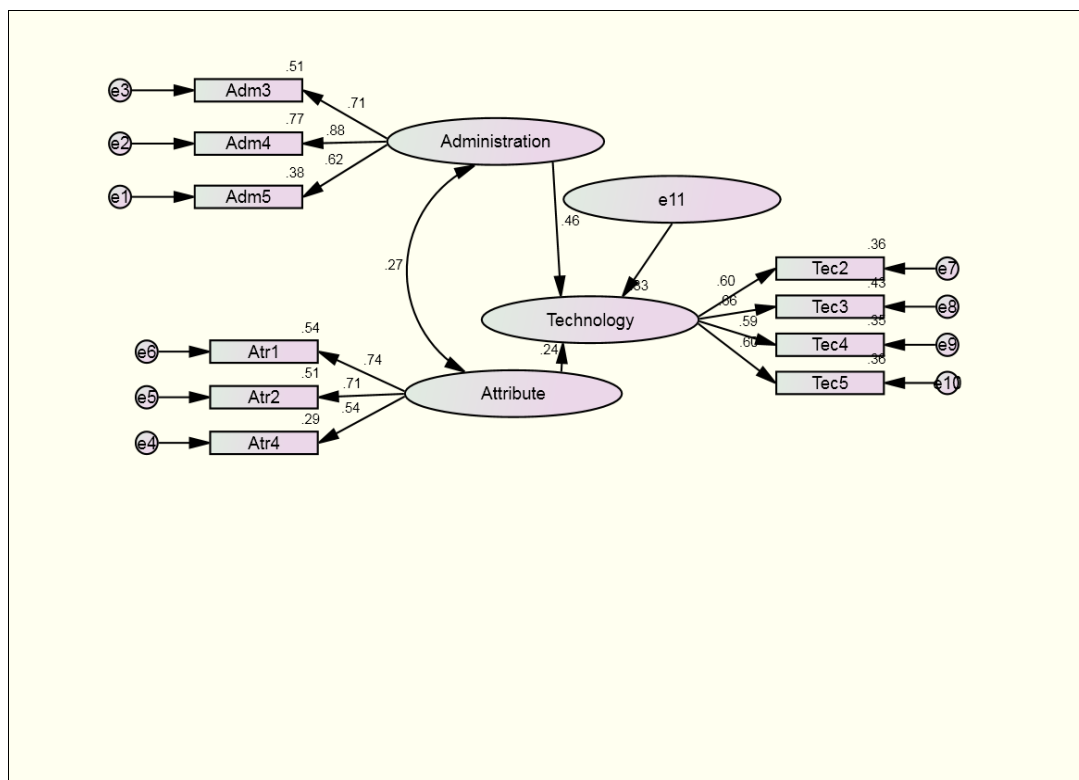 .51
e3
Adm3
.71
.77
e2
Adm4
.88
Administration
.62
.38
e1
Adm5
e11
.46
.27
.36
Tec2
e7
.60
.43
Tec3
e8
.66
.33
Technology
.59
.35
Tec4
e9
.60
.36
Tec5
e10
.24
.54
e6
Atr1
.74
.51
e5
Atr2
.71
Attribute
.54
.29
e4
Atr4